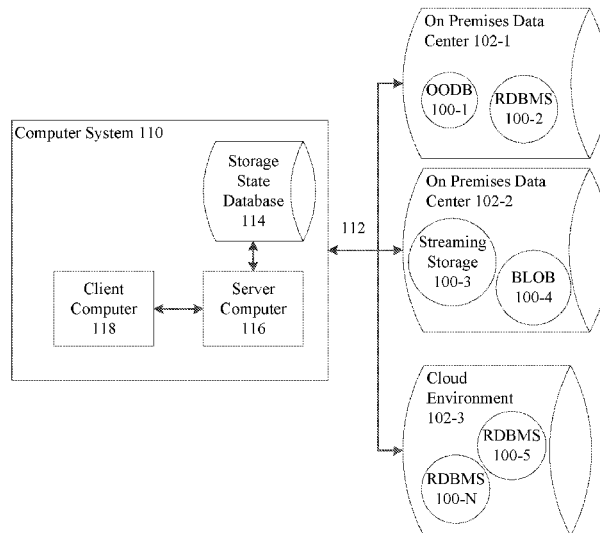 Computer System 110
Storage
State
Database
114
Client
Computer
118
Server
Computer
116
112
On Premises Data
Center 102-1
OODB
100-1
RDBMS
100-2
On Premises Data
Center 102-2
Streaming
Storage
100-3
BLOB
100-4
Cloud
Environment
102-3
RDBMS
100-5
RDBMS
100-N